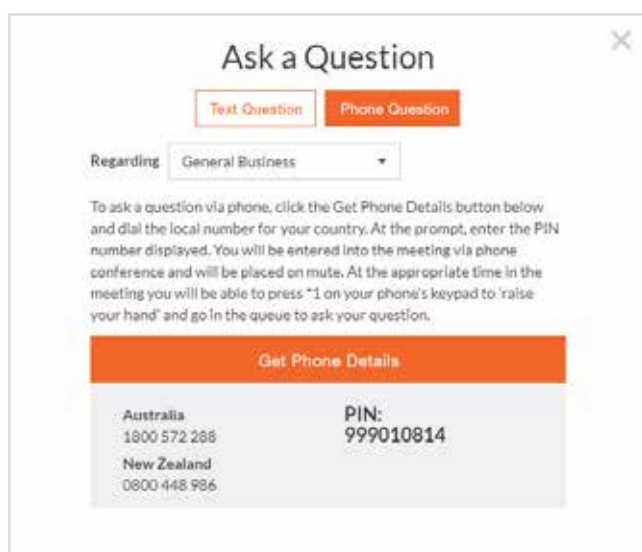 Ask a Question
Text Question Phone Question
Regarding General Business
To ask a question via phone, click the Get Phone Details button below
and dial the local number for your country. At the prompt, enter the PIN
number displayed. You will be entered into the meeting via phone
conference and will be placed on mute. At the appropriate time in the
meeting you will be able to press *1 on your phone's keypad to 'raise
your hand' and go in the queue to ask your question.
Get Phone Details
Australia
1800 572 288
New Zealand
0800 448 986
PIN:
999010814